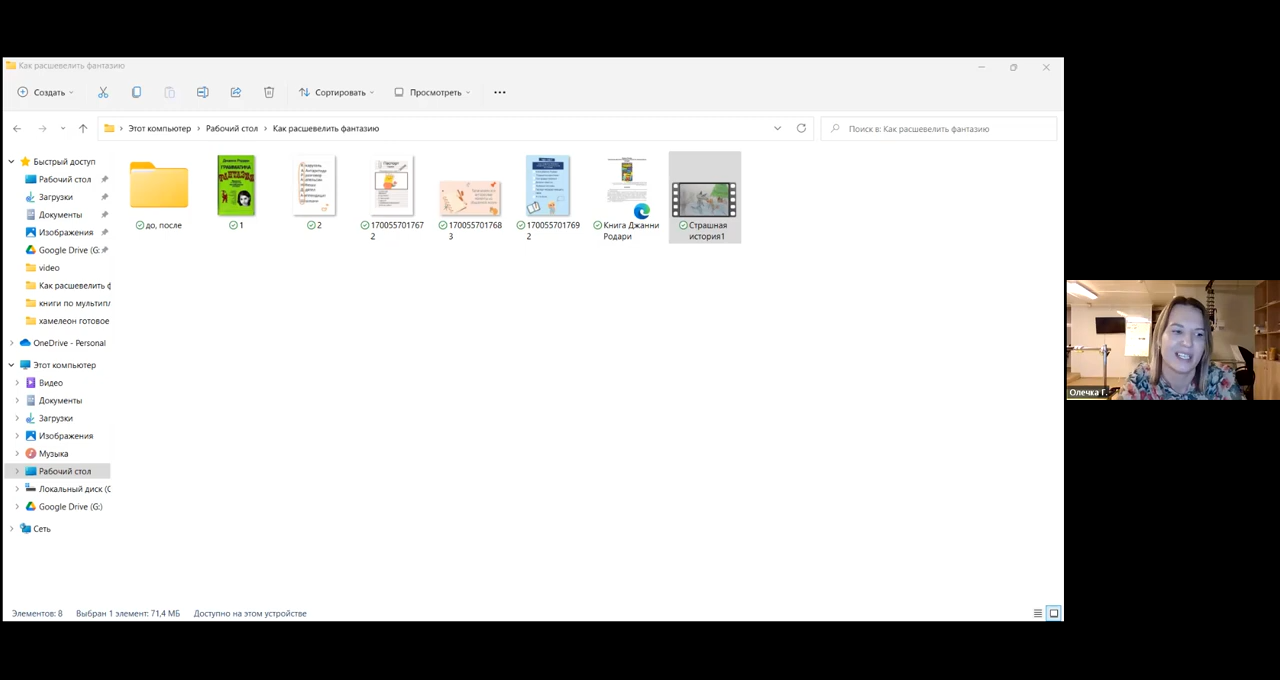 Как расшевелить фантазию
Создать
Сортировать
Просмотреть
Этот компьютер
Рабочий стол
Как расшевелить фантазию
Поиск в: Как расшевелить фантазию
Быстрый доступ
Рабочий стол
Загрузки
Документы
Изображения
Google Drive (G:
video
Как расшевелить ф
книги по мультипл
хамелеон готовое
OneDrive - Personal
Этот компьютер
Видео
Документы
Загрузки
Изображения
Музыка
Рабочий стол
Локальный диск (C
Google Drive (G:)
Сеть
ГРАММАТИКА
до, после
1
2
170055701767
2
170055701768
3
170055701769
2
Книга Джанни
Родари
Страшная
история1
Олечка Г.
Элементов: 8
Выбран 1 элемент: 71,4 МБ
Доступно на этом устройстве